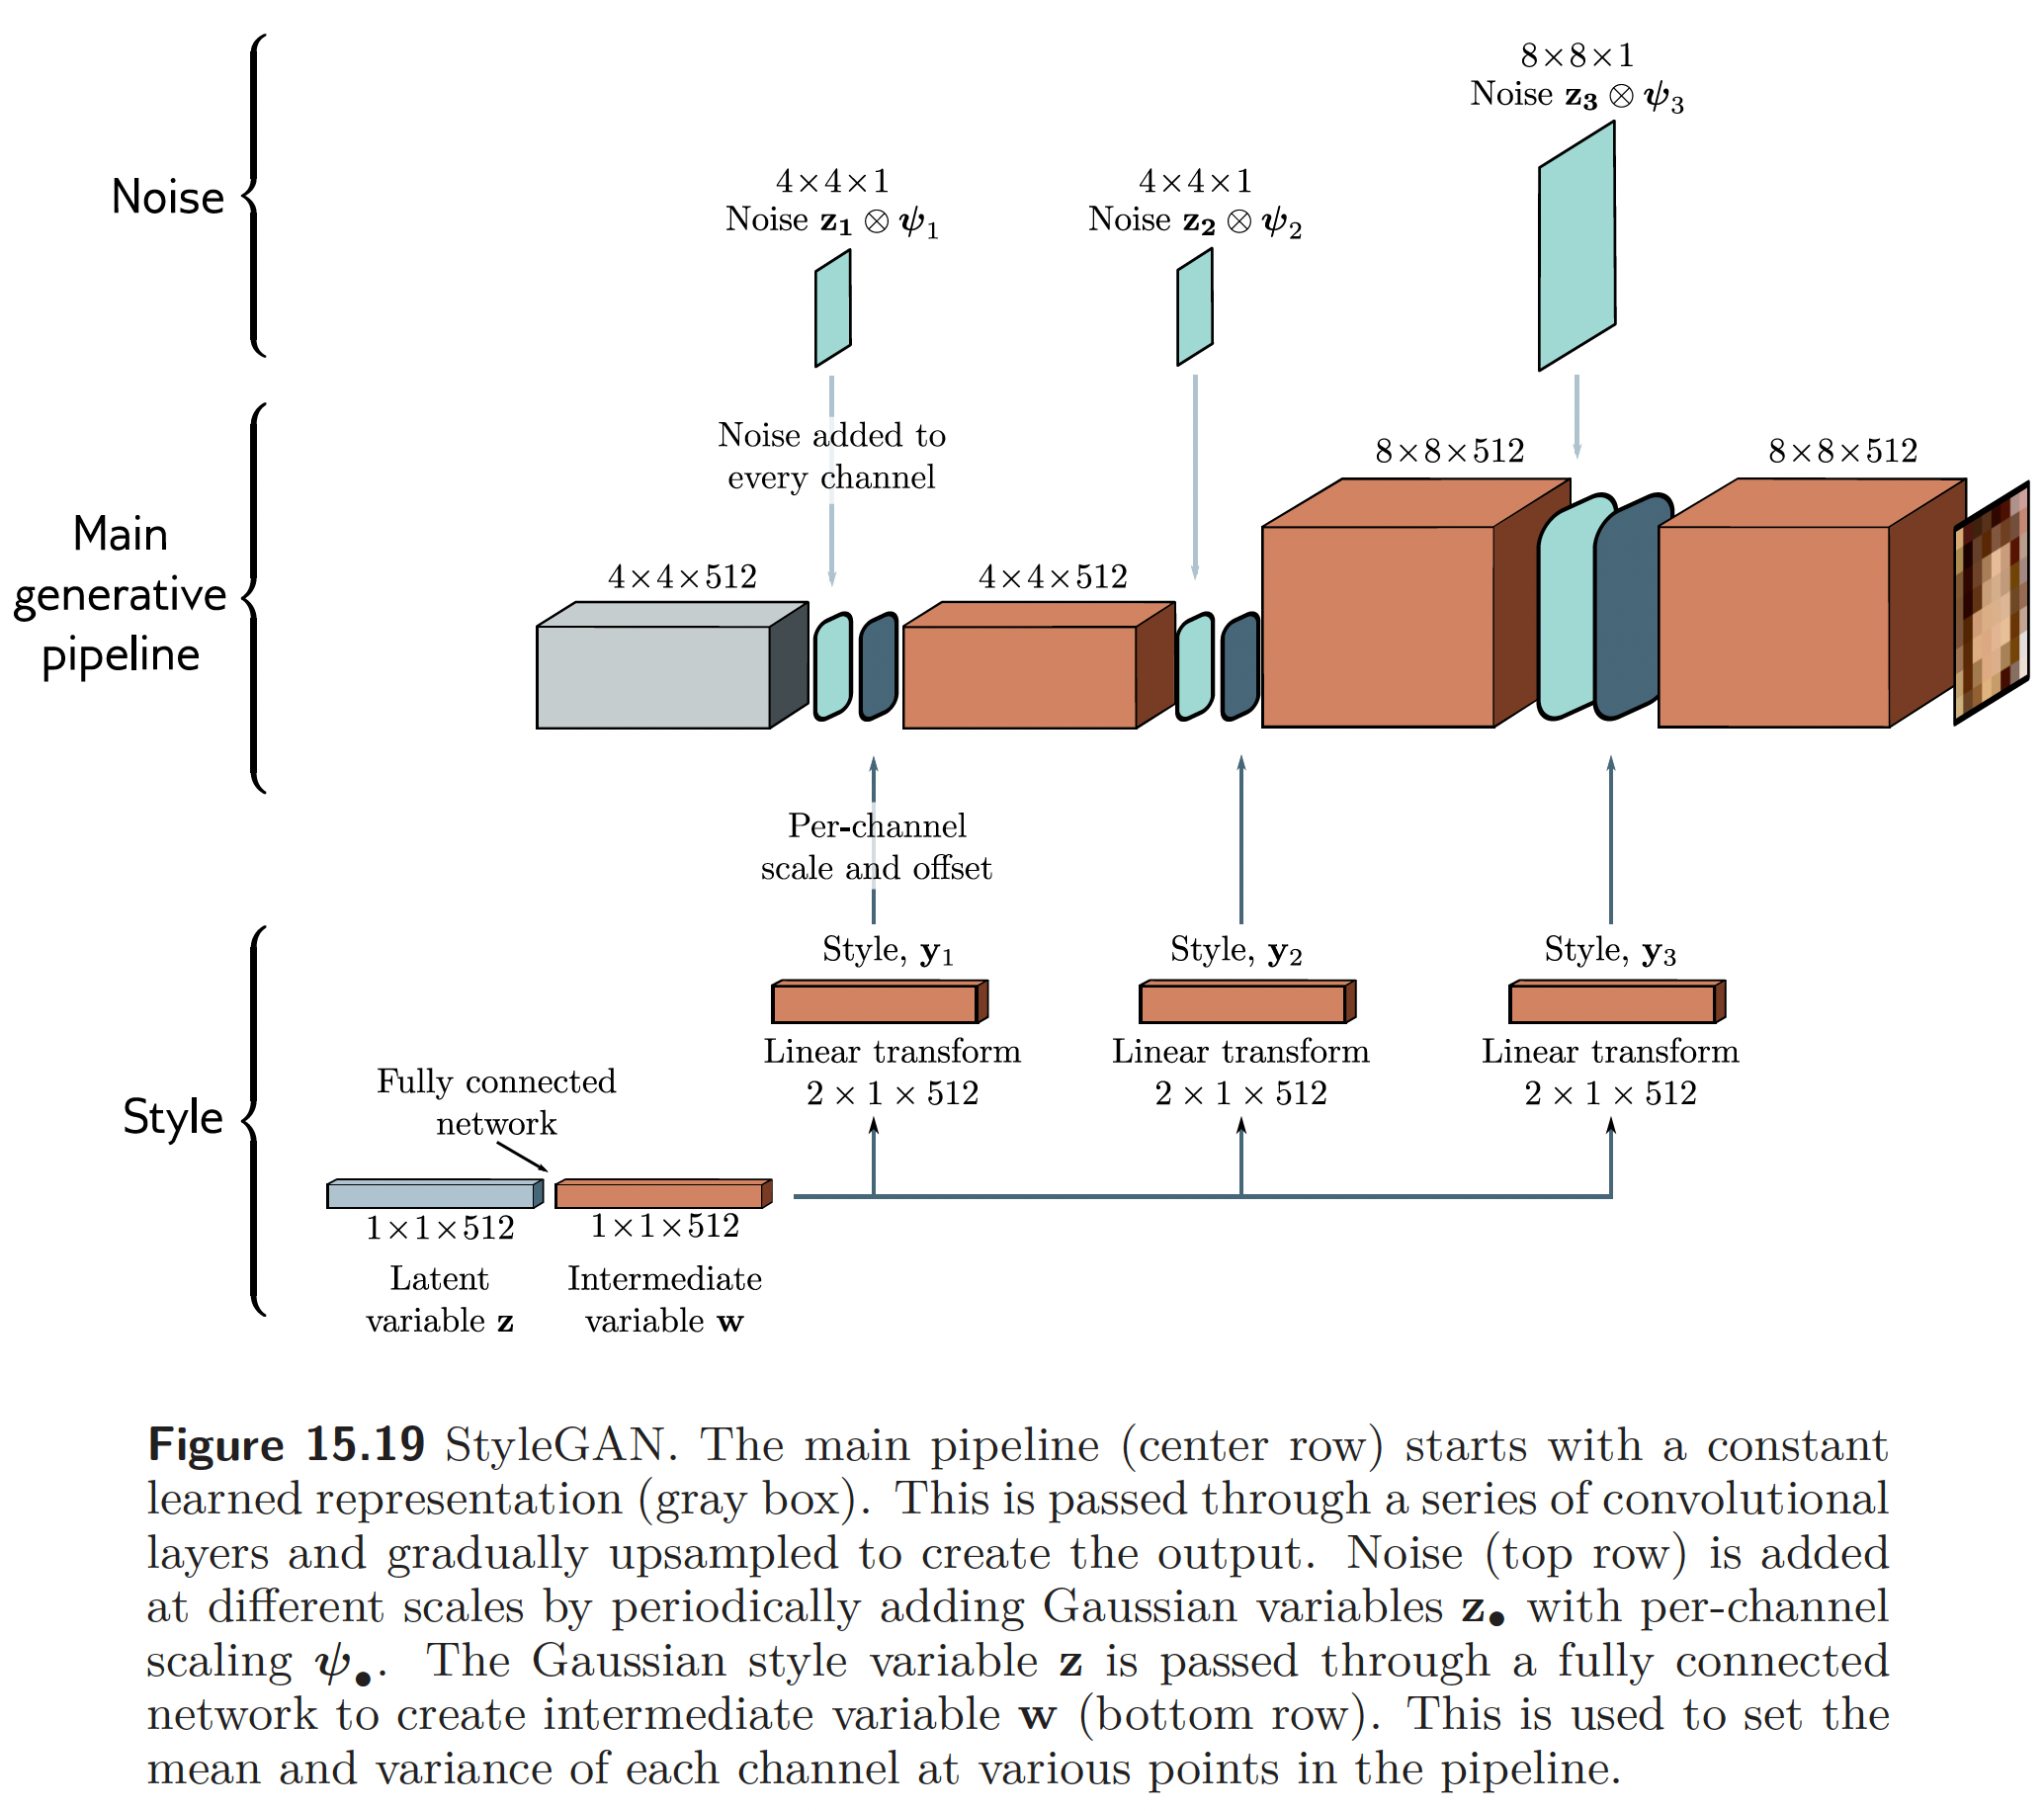 8×8×1
Noise z₃ ⊗ ψ₃
Noise
4×4×1
Noise z₁ ⊗ ψ₁
4×4×1
Noise z₂ ⊗ ψ₂
Noise added to
every channel
Main
generative
pipeline
4×4×512
4×4×512
8×8×512
8×8×512
Per-channel
scale and offset
Style
Style, y₁
Linear transform
2 × 1 × 512
Style, y₂
Linear transform
2 × 1 × 512
Style, y₃
Linear transform
2 × 1 × 512
Fully connected
network
1×1×512
Latent
variable z
1×1×512
Intermediate
variable w
Figure 15.19 StyleGAN. The main pipeline (center row) starts with a constant
learned representation (gray box). This is passed through a series of convolutional
layers and gradually upsampled to create the output. Noise (top row) is added
at different scales by periodically adding Gaussian variables z• with per-channel
scaling ψ•. The Gaussian style variable z is passed through a fully connected
network to create intermediate variable w (bottom row). This is used to set the
mean and variance of each channel at various points in the pipeline.